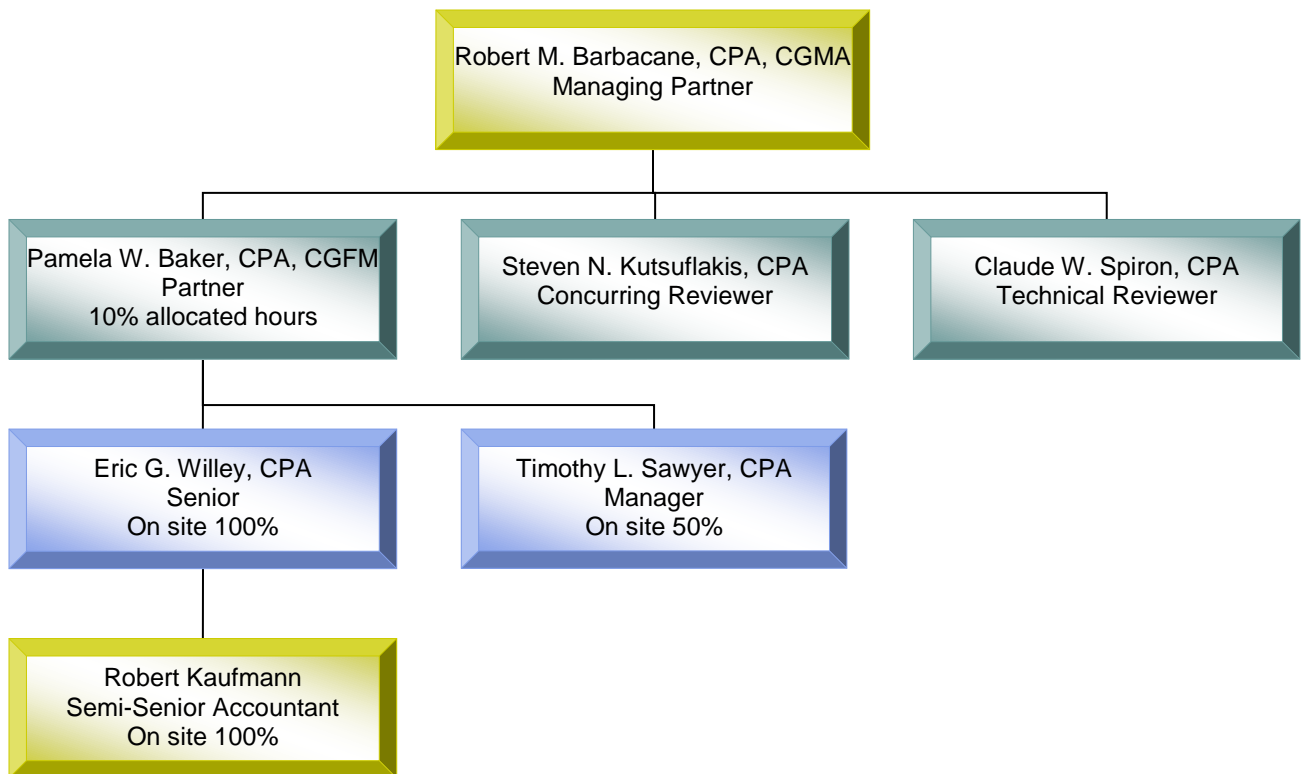 Robert M. Barbacane, CPA, CGMA
Managing Partner
Pamela W. Baker, CPA, CGFM
Partner
10% allocated hours
Steven N. Kutsuflakis, CPA
Concurring Reviewer
Claude W. Spiron, CPA
Technical Reviewer
Eric G. Willey, CPA
Senior
On site 100%
Timothy L. Sawyer, CPA
Manager
On site 50%
Robert Kaufmann
Semi-Senior Accountant
On site 100%